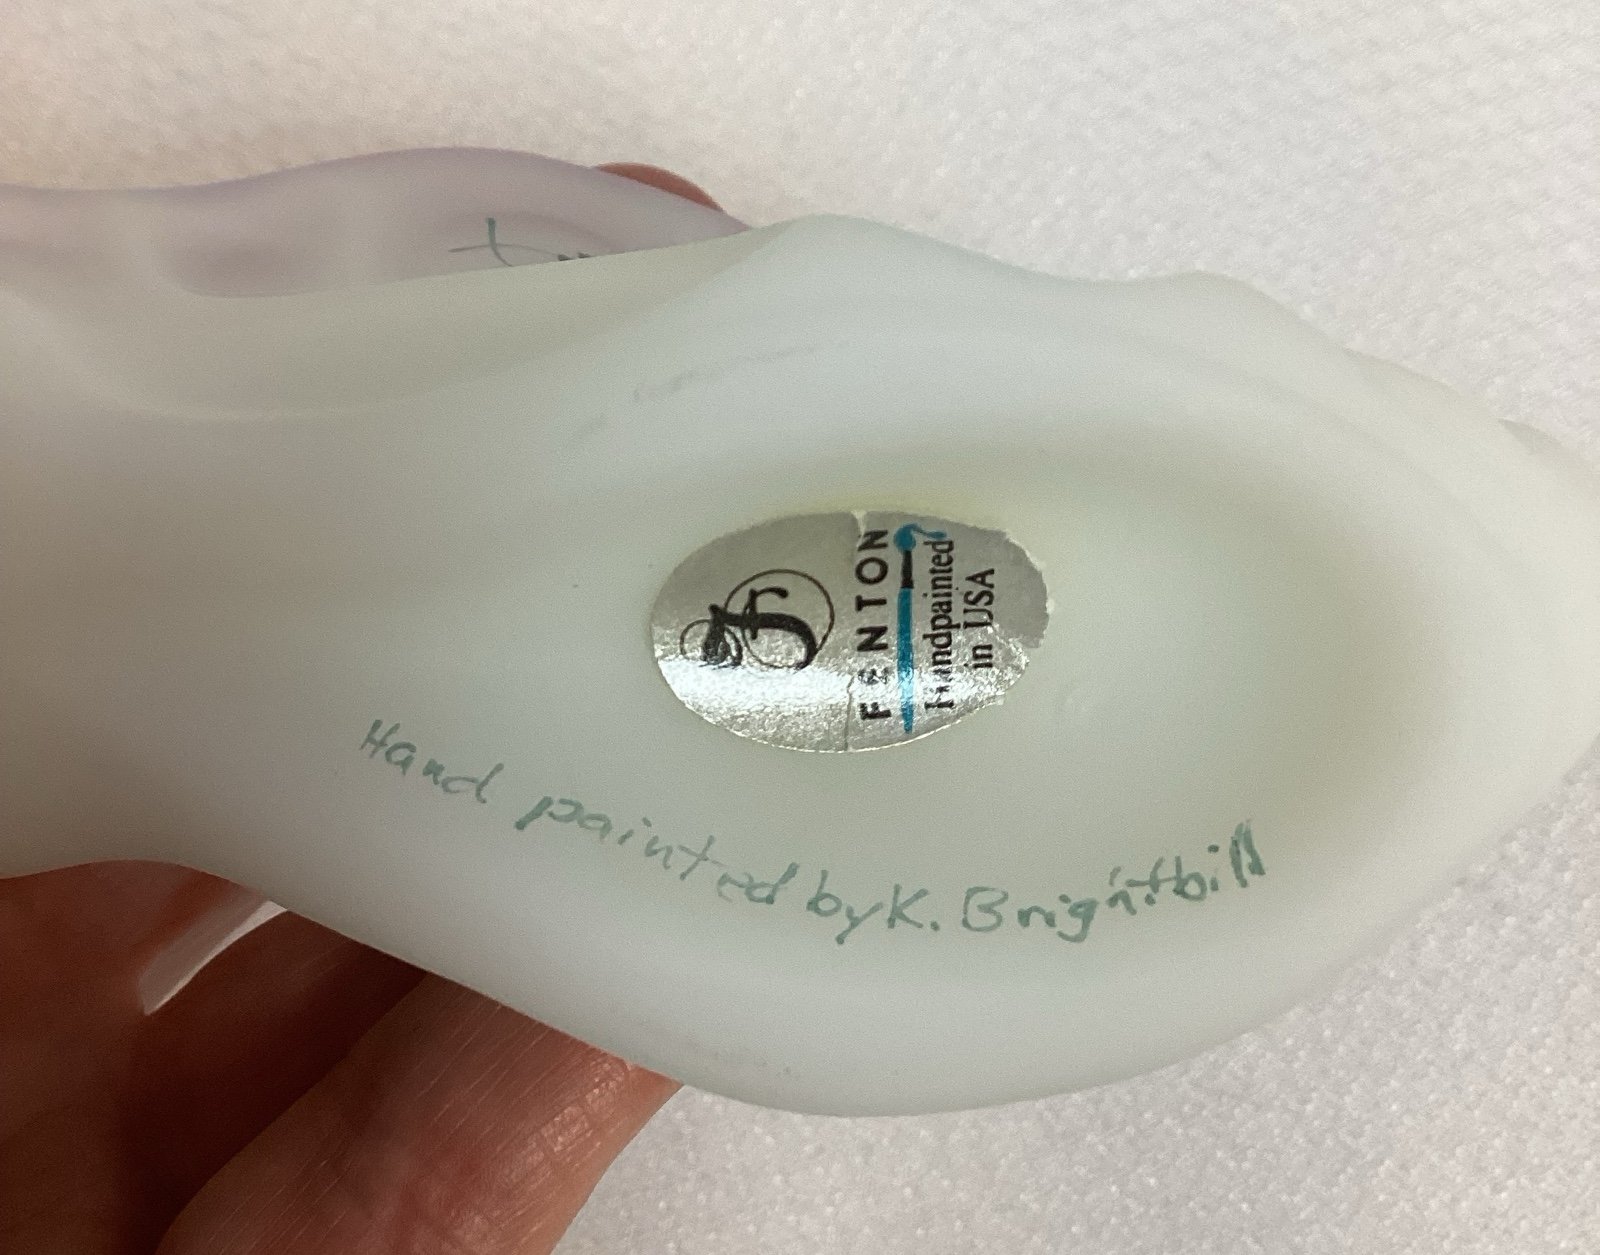 FENTON
Handpainted
in USA
Hand painted by K. Brightbill